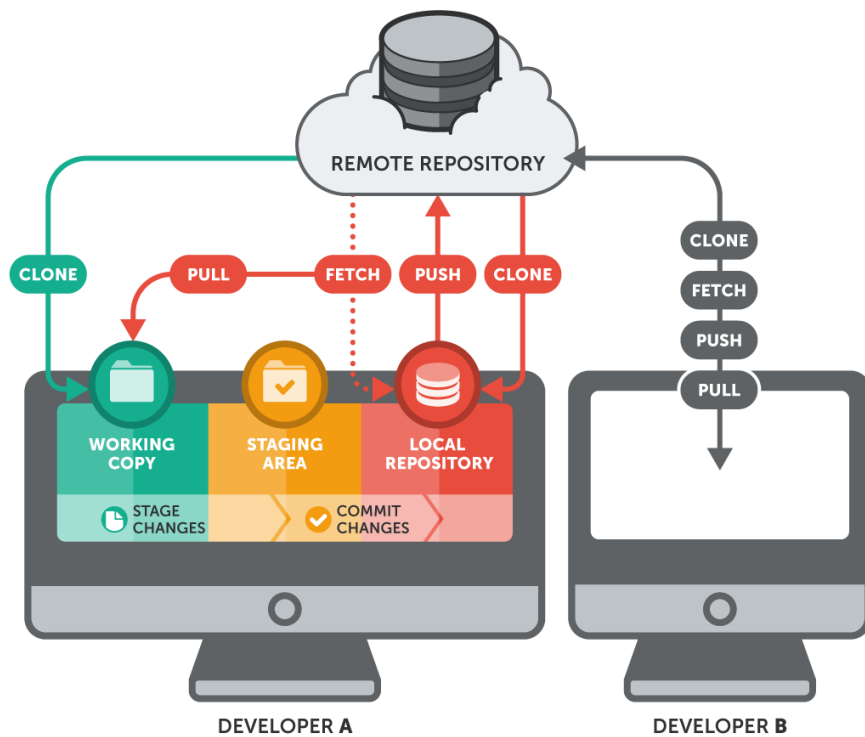 REMOTE REPOSITORY
CLONE
PULL
FETCH
PUSH
CLONE
CLONE
FETCH
PUSH
PULL
WORKING
COPY
STAGING
AREA
LOCAL
REPOSITORY
STAGE
CHANGES
COMMIT
CHANGES
DEVELOPER A
DEVELOPER B